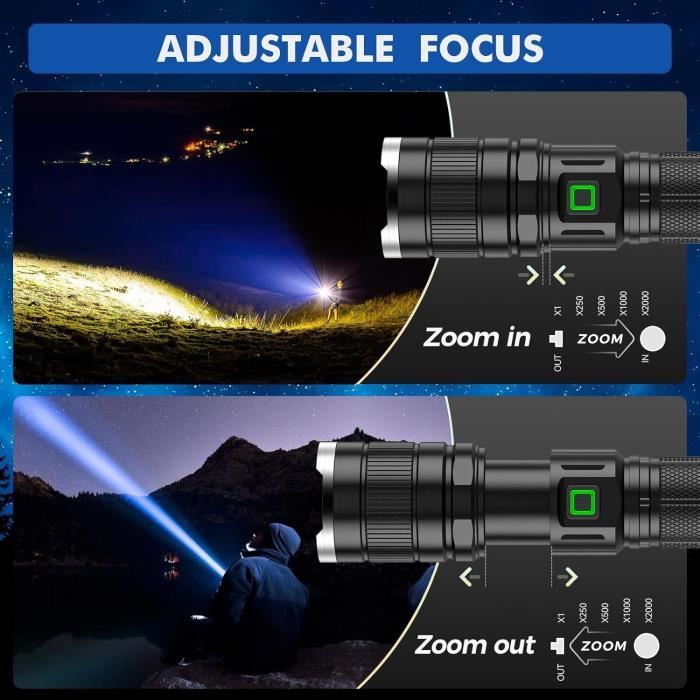 ADJUSTABLE FOCUS
Zoom in
OUT
X1
X250
X500
X1000
X2000
ZOOM
IN
Zoom out
OUT
X1
X250
X500
X1000
X2000
ZOOM
IN